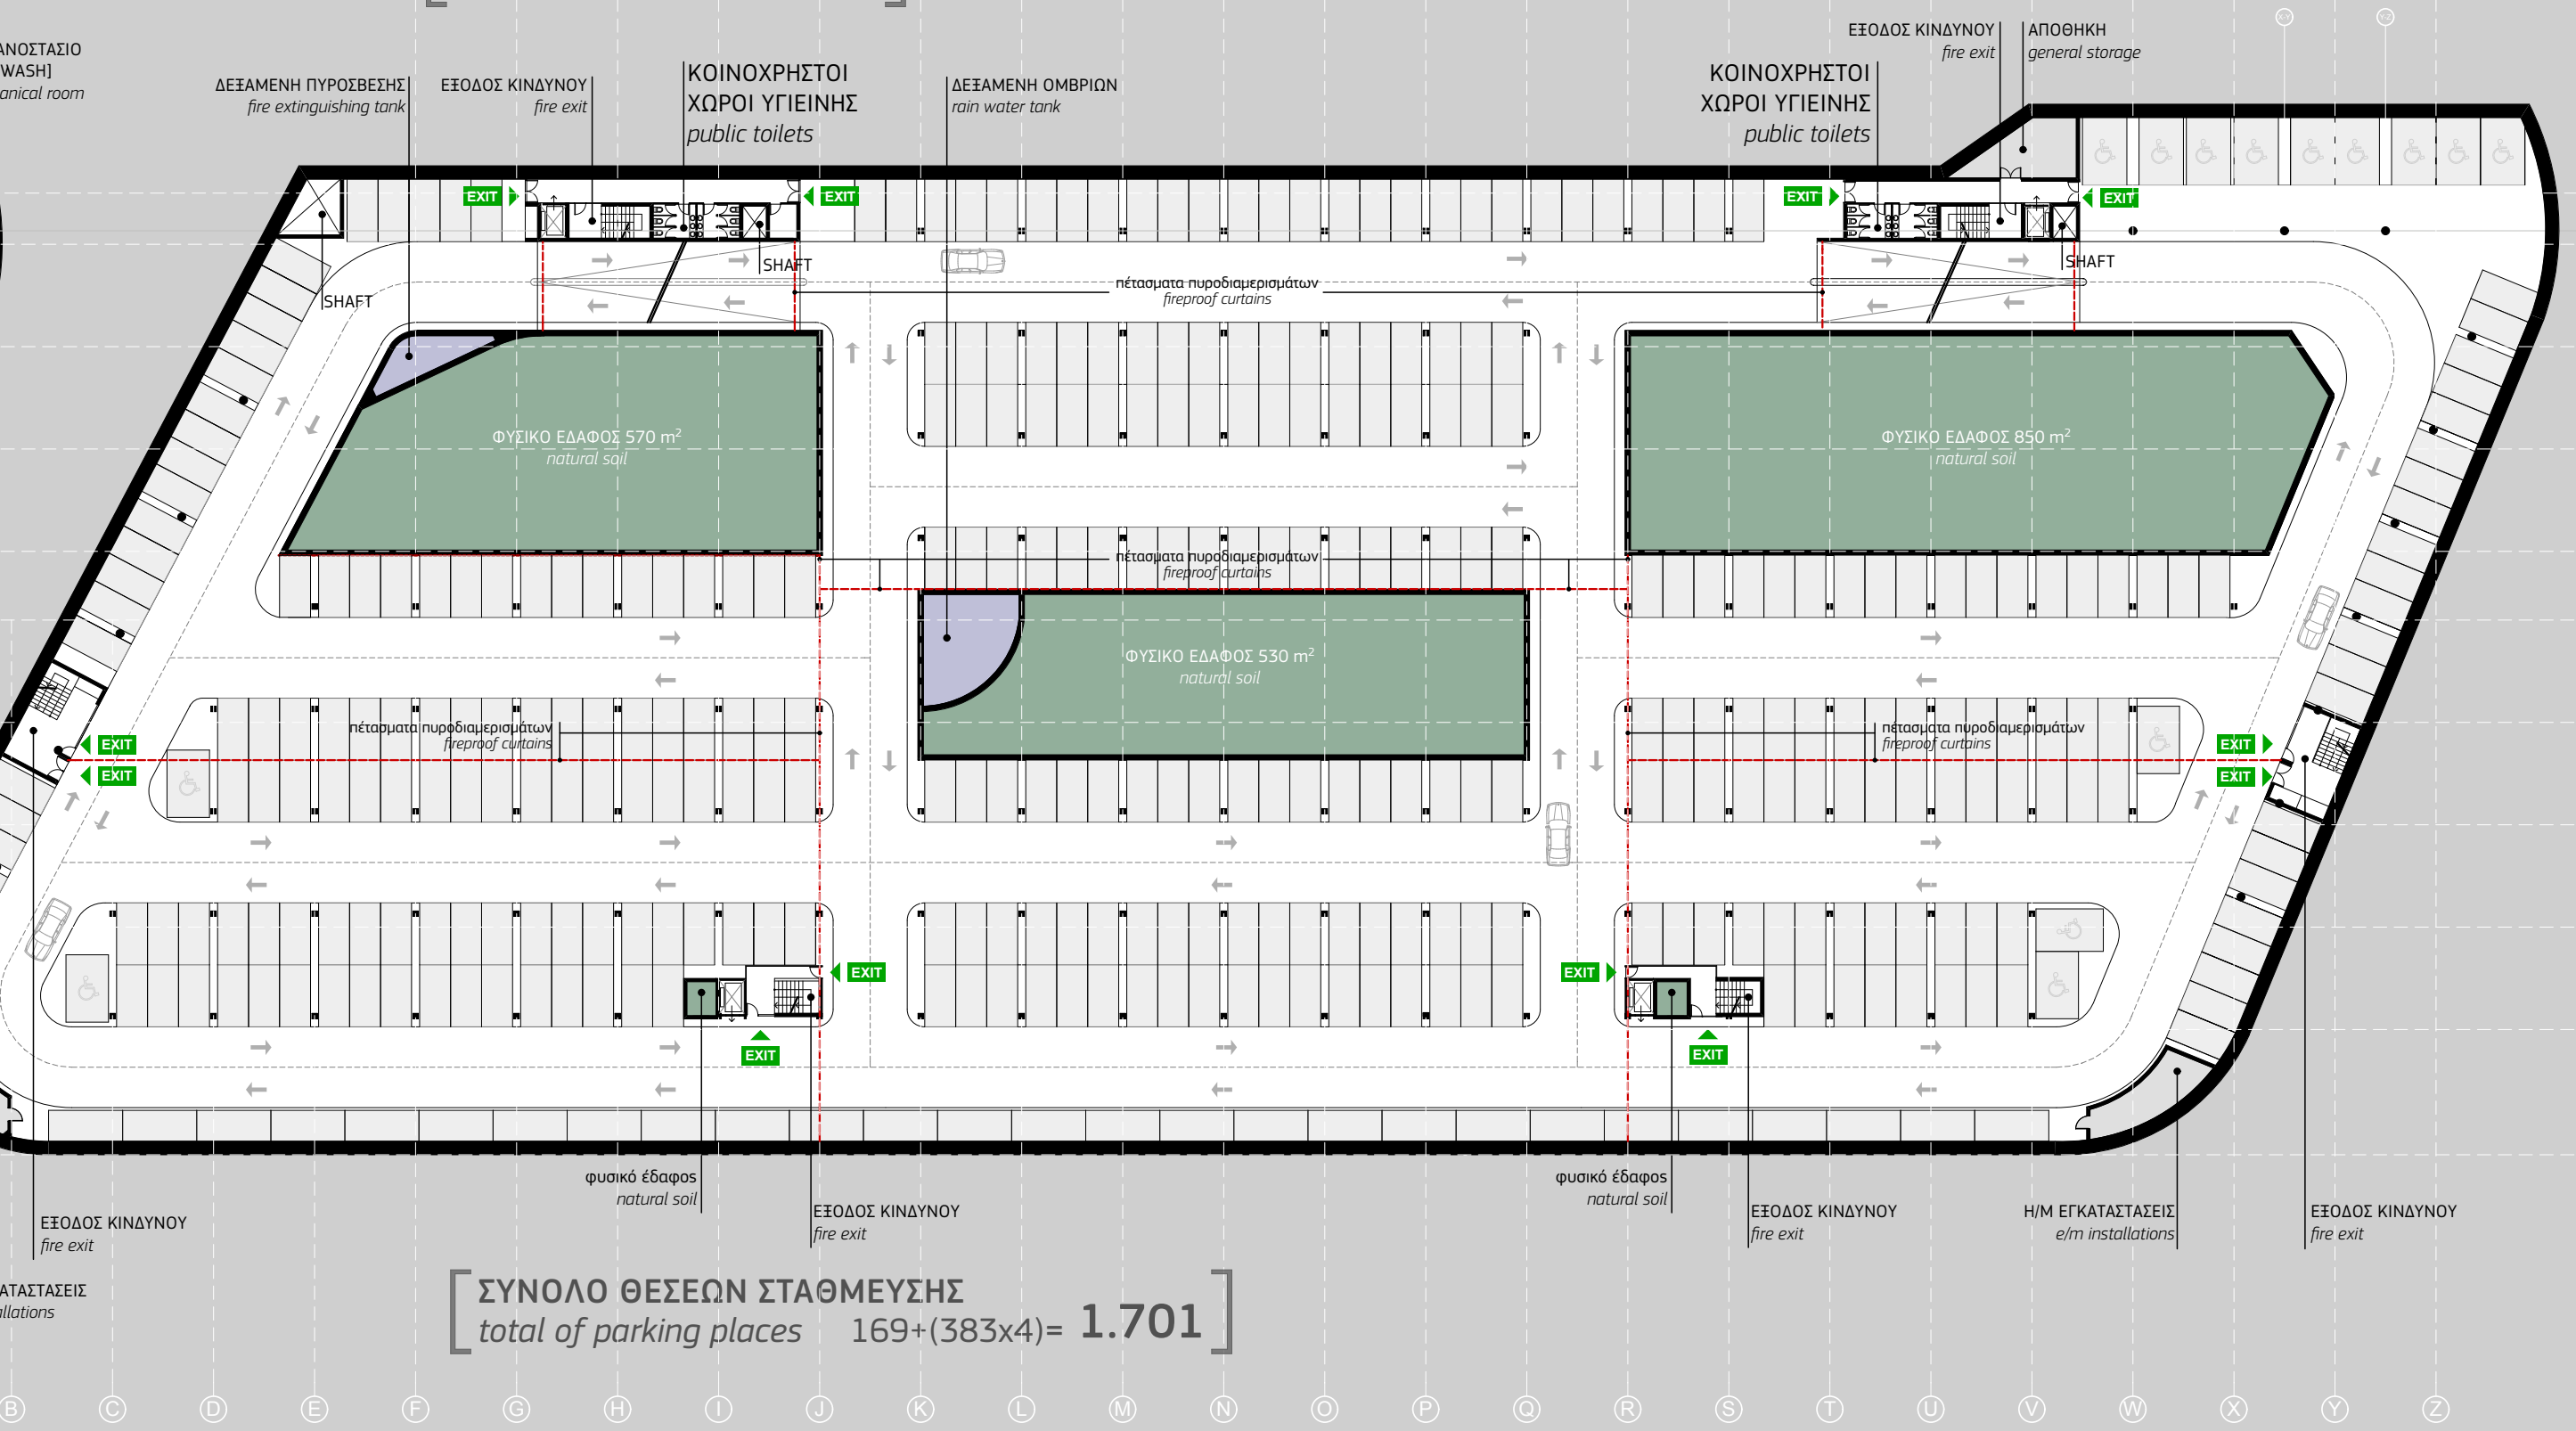 ΑΝΟΣΤΑΣΙΟ
WASH]
anical room
ΔΕΞΑΜΕΝΗ ΠΥΡΟΣΒΕΣΗΣ
fire extinguishing tank
ΕΞΟΔΟΣ ΚΙΝΔΥΝΟΥ
fire exit
ΚΟΙΝΟΧΡΗΣΤΟΙ
ΧΩΡΟΙ ΥΓΙΕΙΝΗΣ
public toilets
ΔΕΞΑΜΕΝΗ ΟΜΒΡΙΩΝ
rain water tank
ΚΟΙΝΟΧΡΗΣΤΟΙ
ΧΩΡΟΙ ΥΓΙΕΙΝΗΣ
public toilets
ΕΞΟΔΟΣ ΚΙΝΔΥΝΟΥ
fire exit
ΑΠΟΘΗΚΗ
general storage
X-Y
Y-Z
EXIT
EXIT
EXIT
EXIT
SHAFT
SHAFT
SHAFT
πέτασματα πυροδιαμερισμάτων
fireproof curtains
ΦΥΣΙΚΟ ΕΔΑΦΟΣ 570 m²
natural soil
ΦΥΣΙΚΟ ΕΔΑΦΟΣ 850 m²
natural soil
πέτασματα πυροδιαμερισμάτων
fireproof curtains
ΦΥΣΙΚΟ ΕΔΑΦΟΣ 530 m²
natural soil
πέτασματα πυροδιαμερισμάτων
fireproof curtains
πέτασματα πυροδιαμερισμάτων
fireproof curtains
EXIT
EXIT
EXIT
EXIT
EXIT
EXIT
EXIT
EXIT
φυσικό έδαφος
natural soil
φυσικό έδαφος
natural soil
ΕΞΟΔΟΣ ΚΙΝΔΥΝΟΥ
fire exit
ΕΞΟΔΟΣ ΚΙΝΔΥΝΟΥ
fire exit
ΕΞΟΔΟΣ ΚΙΝΔΥΝΟΥ
fire exit
Η/Μ ΕΓΚΑΤΑΣΤΑΣΕΙΣ
e/m installations
ΕΞΟΔΟΣ ΚΙΝΔΥΝΟΥ
fire exit
ΑΤΑΣΤΑΣΕΙΣ
allations
ΣΥΝΟΛΟ ΘΕΣΕΩΝ ΣΤΑΘΜΕΥΣΗΣ
total of parking places 169+(383x4)= 1.701
B C D E F G H I J K L M N O P Q R S T U V W X Y Z